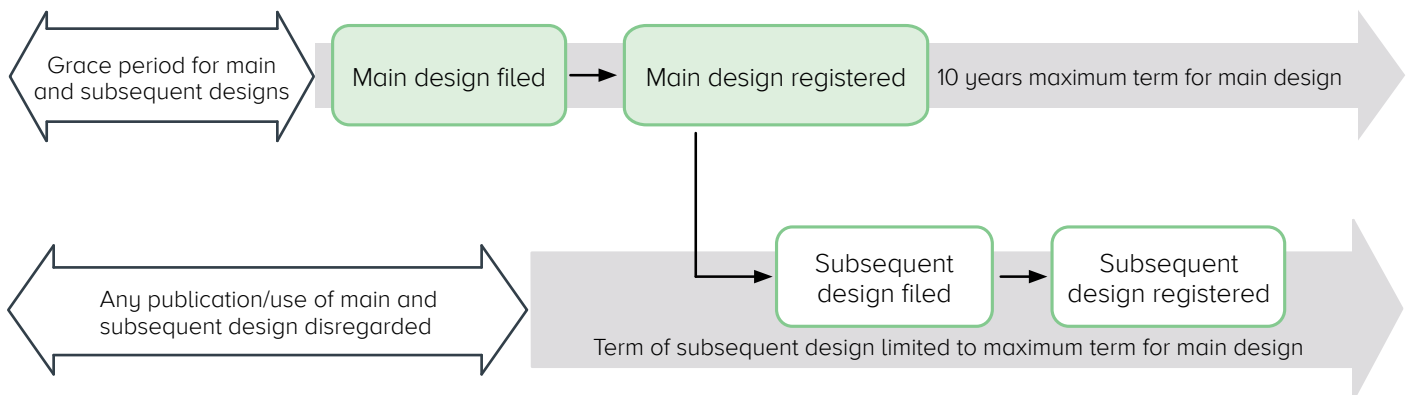 Grace period for main
and subsequent designs
Main design filed
Main design registered
10 years maximum term for main design
Any publication/use of main and
subsequent design disregarded
Subsequent
design filed
Subsequent
design registered
Term of subsequent design limited to maximum term for main design